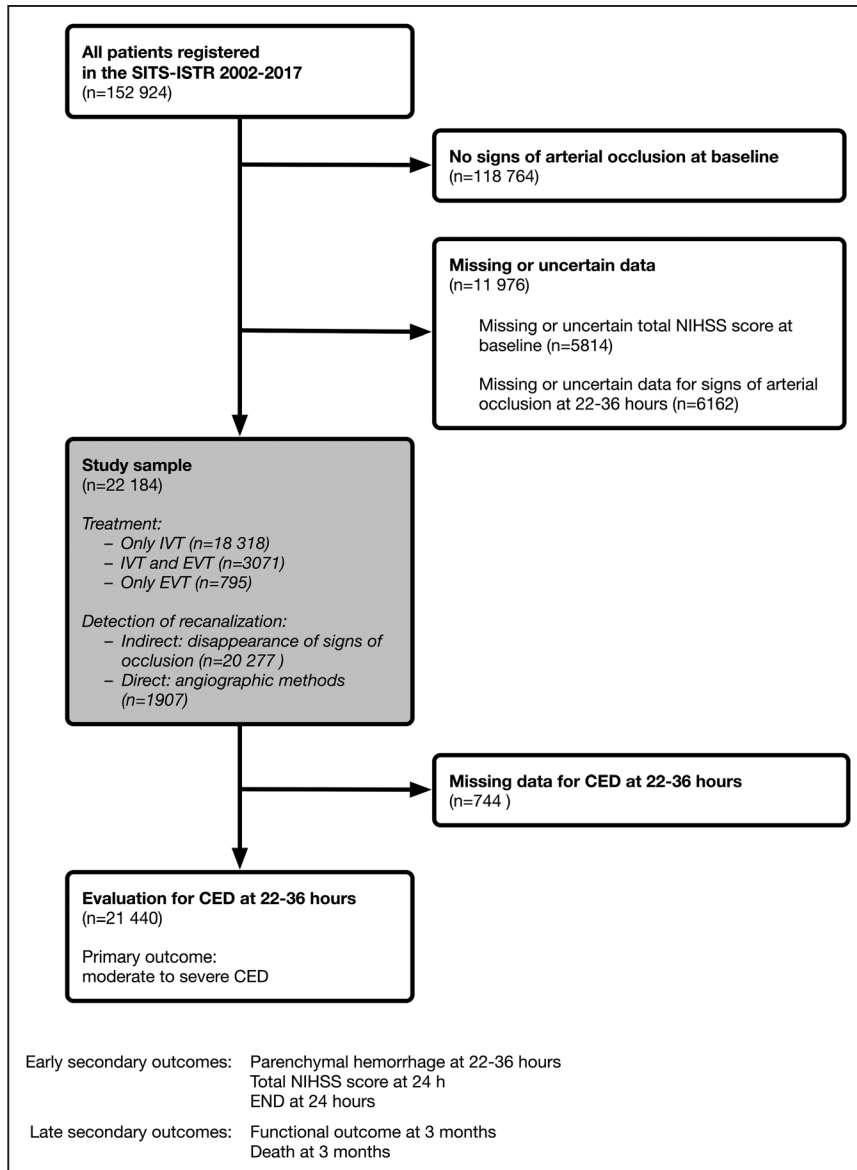 All patients registered
in the SITS-ISTR 2002-2017
(n=152 924)
No signs of arterial occlusion at baseline
(n=118 764)
Missing or uncertain data
(n=11 976)
Missing or uncertain total NIHSS score at
baseline (n=5814)
Missing or uncertain data for signs of arterial
occlusion at 22-36 hours (n=6162)
Study sample
(n=22 184)
Treatment:
– Only IVT (n=18 318)
– IVT and EVT (n=3071)
– Only EVT (n=795)
Detection of recanalization:
– Indirect: disappearance of signs of
occlusion (n=20 277 )
– Direct: angiographic methods
(n=1907)
Missing data for CED at 22-36 hours
(n=744 )
Evaluation for CED at 22-36 hours
(n=21 440)
Primary outcome:
moderate to severe CED
Early secondary outcomes: Parenchymal hemorrhage at 22-36 hours
Total NIHSS score at 24 h
END at 24 hours
Late secondary outcomes: Functional outcome at 3 months
Death at 3 months